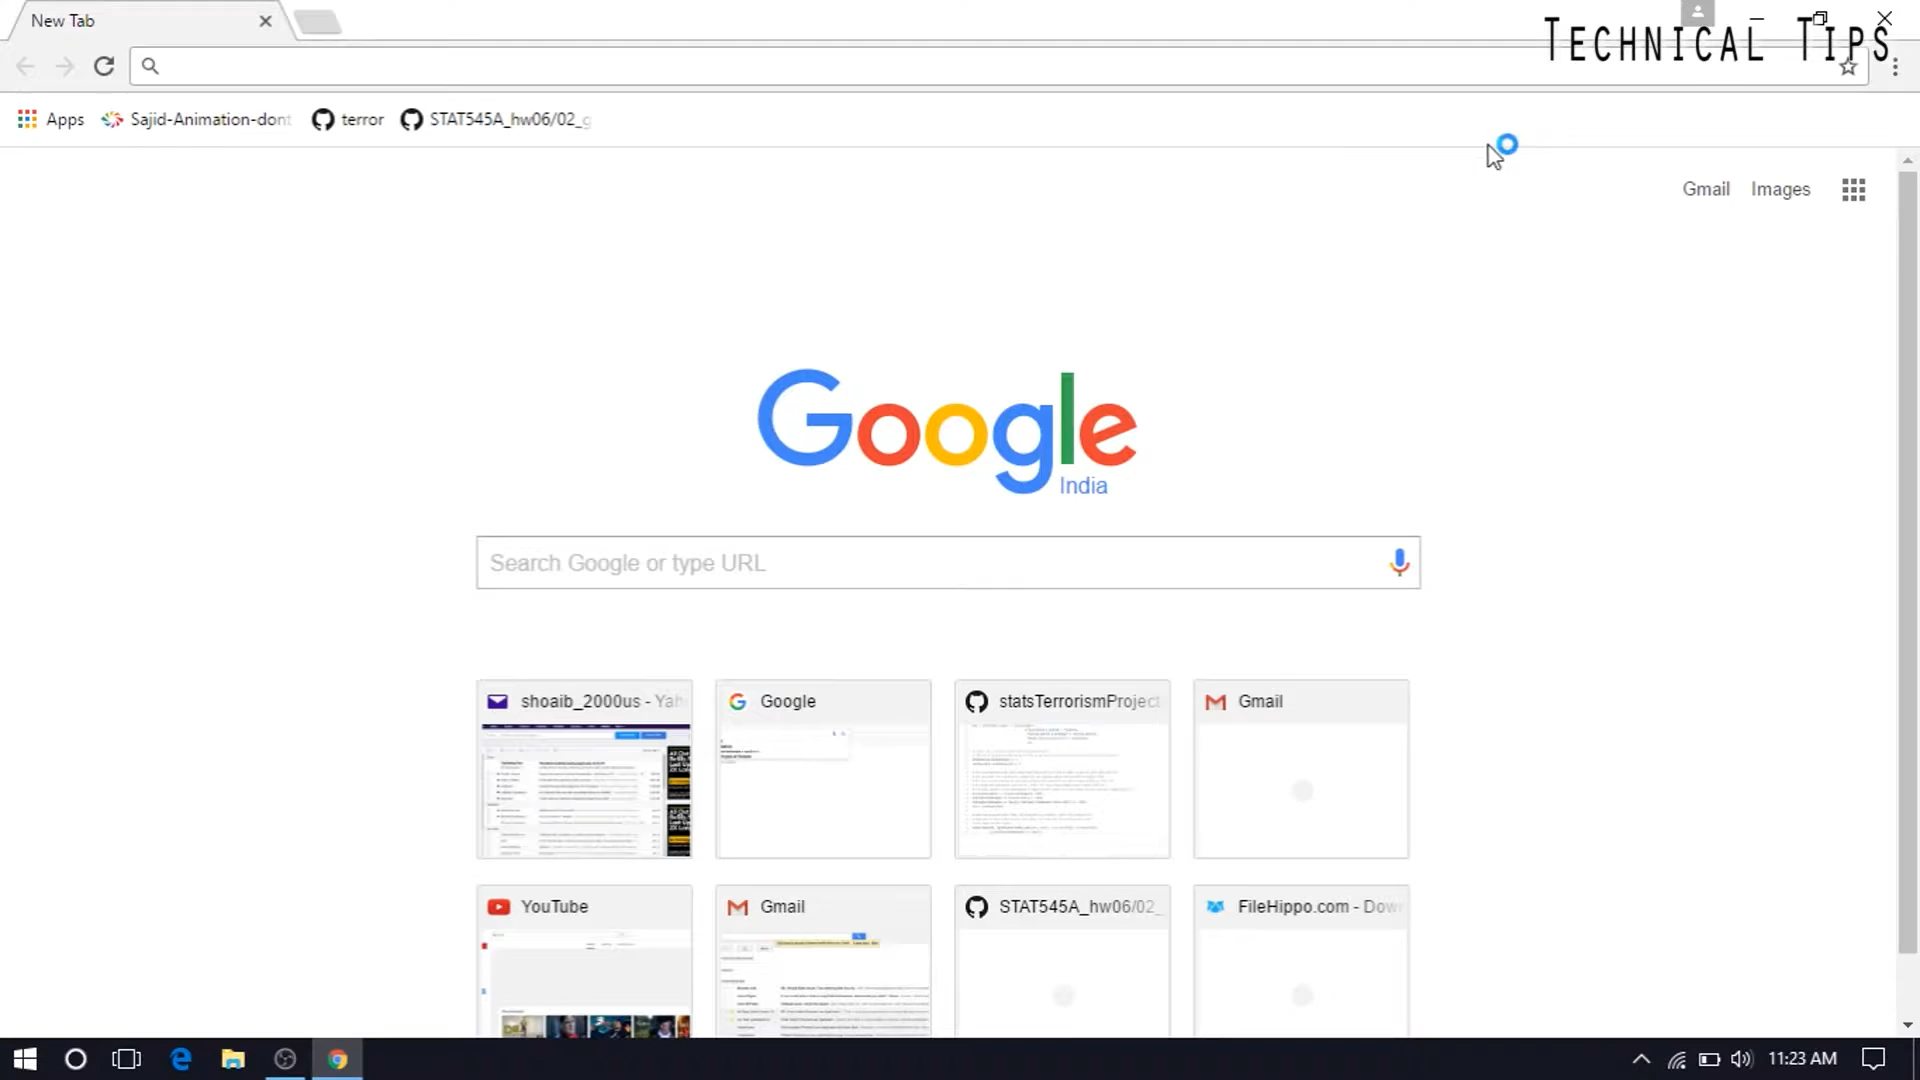 New Tab
TECHNICAL TIPS
Apps
Sajid-Animation-dont
terror
STAT545A_hw06/02_g
Gmail
Images
Google
India
Search Google or type URL
shoaib_2000us - Yah
Google
statsTerrorismProject
Gmail
YouTube
Gmail
STAT545A_hw06/02_
FileHippo.com - Dow
11:23 AM